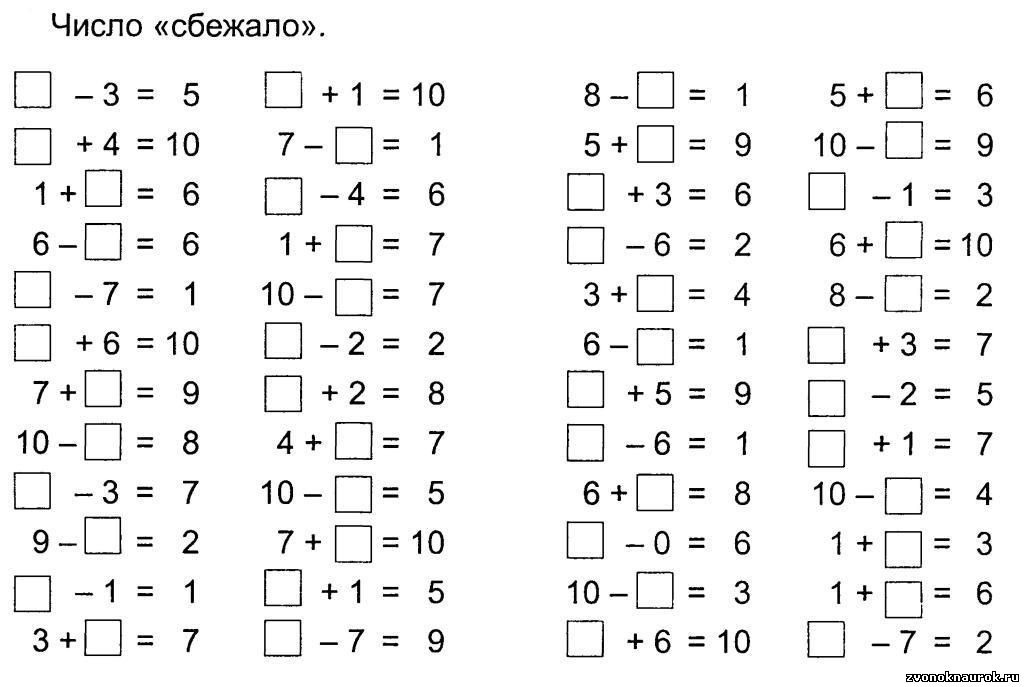 Число «сбежало».
□ – 3 = 5 □ + 1 = 10 8 – □ = 1 5 + □ = 6
□ + 4 = 10 7 – □ = 1 5 + □ = 9 10 – □ = 9
1 + □ = 6 □ – 4 = 6 □ + 3 = 6 □ – 1 = 3
6 – □ = 6 1 + □ = 7 □ – 6 = 2 6 + □ = 10
□ – 7 = 1 10 – □ = 7 3 + □ = 4 8 – □ = 2
□ + 6 = 10 □ – 2 = 2 6 – □ = 1 □ + 3 = 7
7 + □ = 9 □ + 2 = 8 □ + 5 = 9 □ – 2 = 5
10 – □ = 8 4 + □ = 7 □ – 6 = 1 □ + 1 = 7
□ – 3 = 7 10 – □ = 5 6 + □ = 8 10 – □ = 4
9 – □ = 2 7 + □ = 10 □ – 0 = 6 1 + □ = 3
□ – 1 = 1 □ + 1 = 5 10 – □ = 3 1 + □ = 6
3 + □ = 7 □ – 7 = 9 □ + 6 = 10 □ – 7 = 2
zvonoknaurok.ru